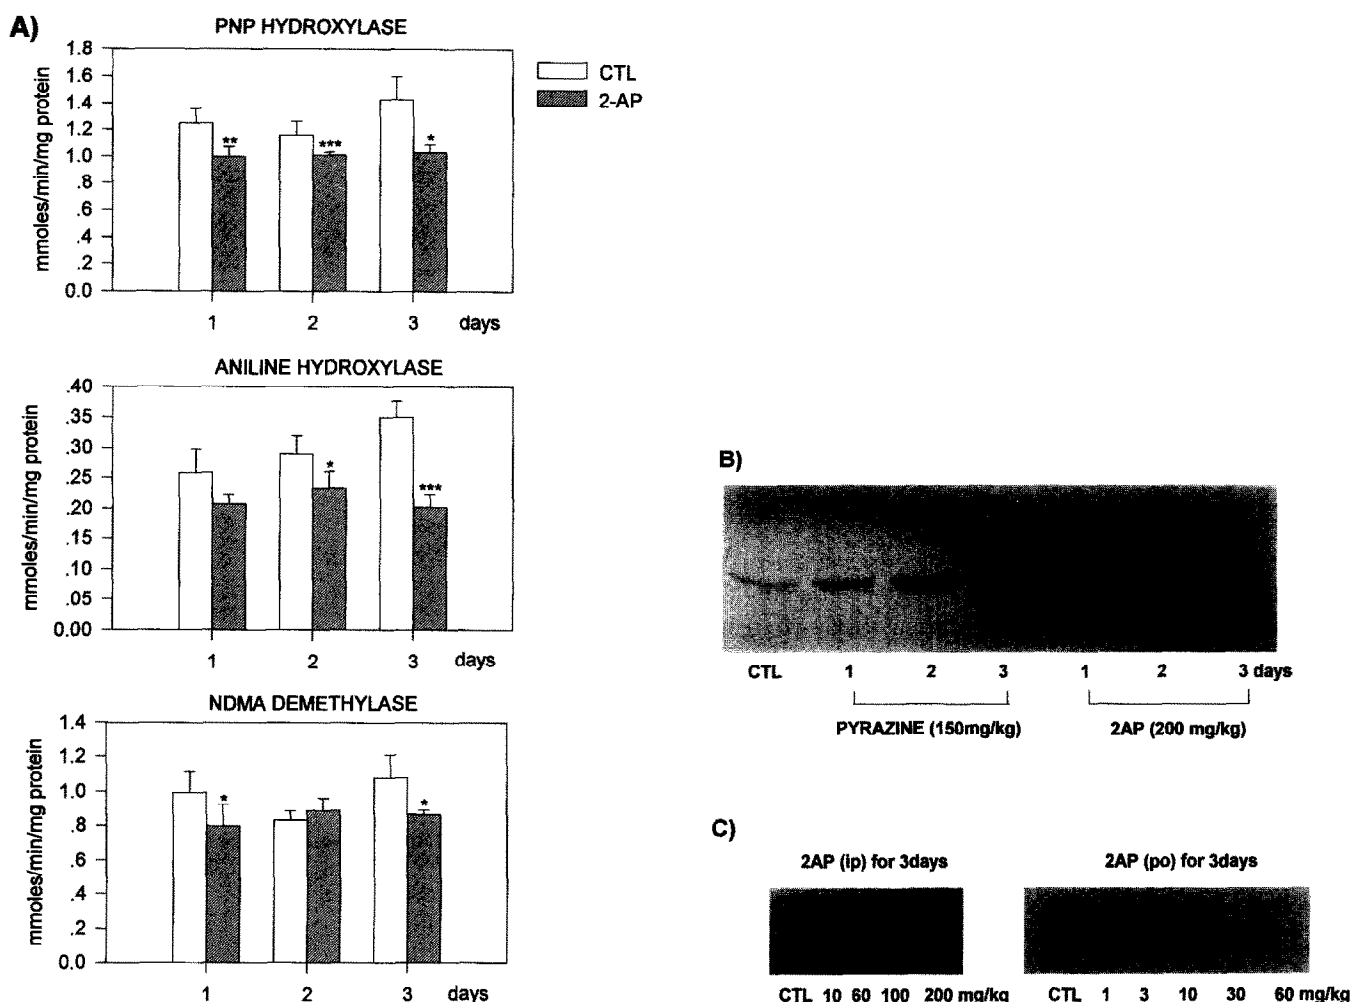 A)
PNP HYDROXYLASE
1.8
1.6
1.4
1.2
1.0
.8
.6
.4
.2
0.0
mmoles/min/mg protein
** *** *
1 2 3 days
CTL
2-AP
ANILINE HYDROXYLASE
.40
.35
.30
.25
.20
.15
.10
.05
0.00
mmoles/min/mg protein
* ***
1 2 3 days
NDMA DEMETHYLASE
1.4
1.2
1.0
.8
.6
.4
.2
0.0
mmoles/min/mg protein
* *
1 2 3 days
B)
CTL 1 2 3 1 2 3 days
PYRAZINE (150mg/kg) 2AP (200 mg/kg)
C)
2AP (ip) for 3days 2AP (po) for 3days
CTL 10 60 100 200 mg/kg CTL 1 3 10 30 60 mg/kg